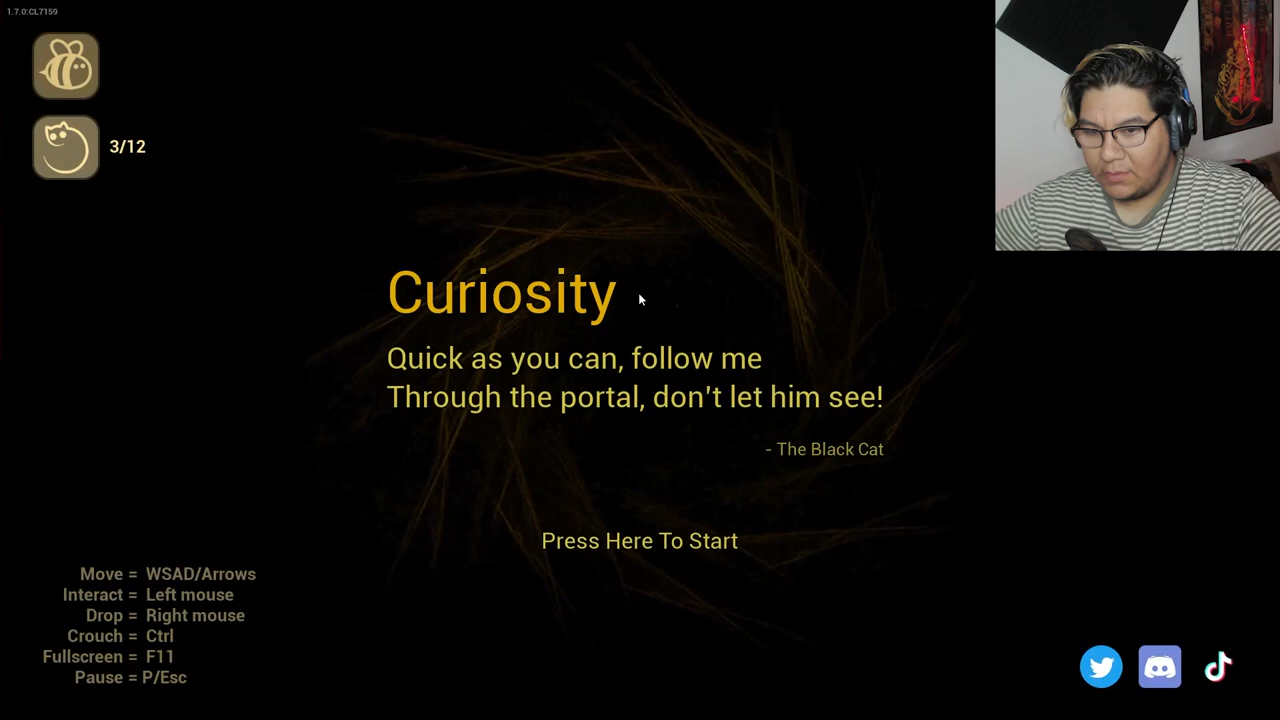 1.7.0:CL7159
3/12
Curiosity
Quick as you can, follow me
Through the portal, don't let him see!
- The Black Cat
Press Here To Start
Move = WSAD/Arrows
Interact = Left mouse
Drop = Right mouse
Crouch = Ctrl
Fullscreen = F11
Pause = P/Esc